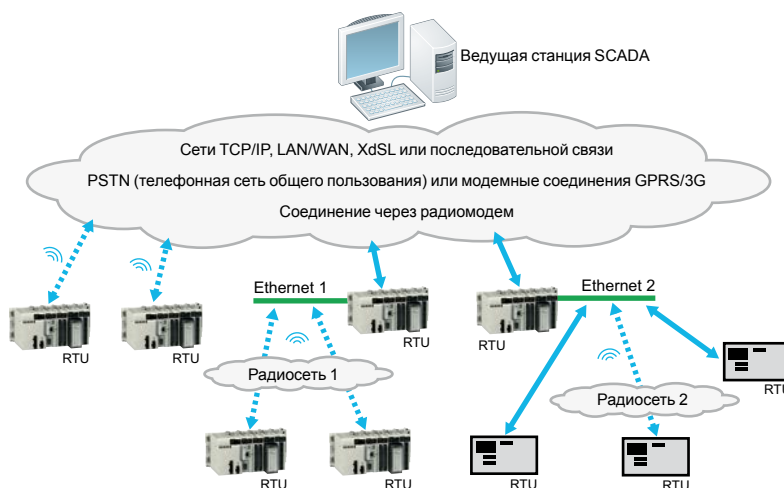 Ведущая станция SCADA
Сети TCP/IP, LAN/WAN, XdSL или последовательной связи
PSTN (телефонная сеть общего пользования) или модемные соединения GPRS/3G
Соединение через радиомодем
Ethernet 1
Ethernet 2
RTU
RTU
RTU
RTU
Радиосеть 1
RTU
Радиосеть 2
RTU
RTU
RTU
RTU